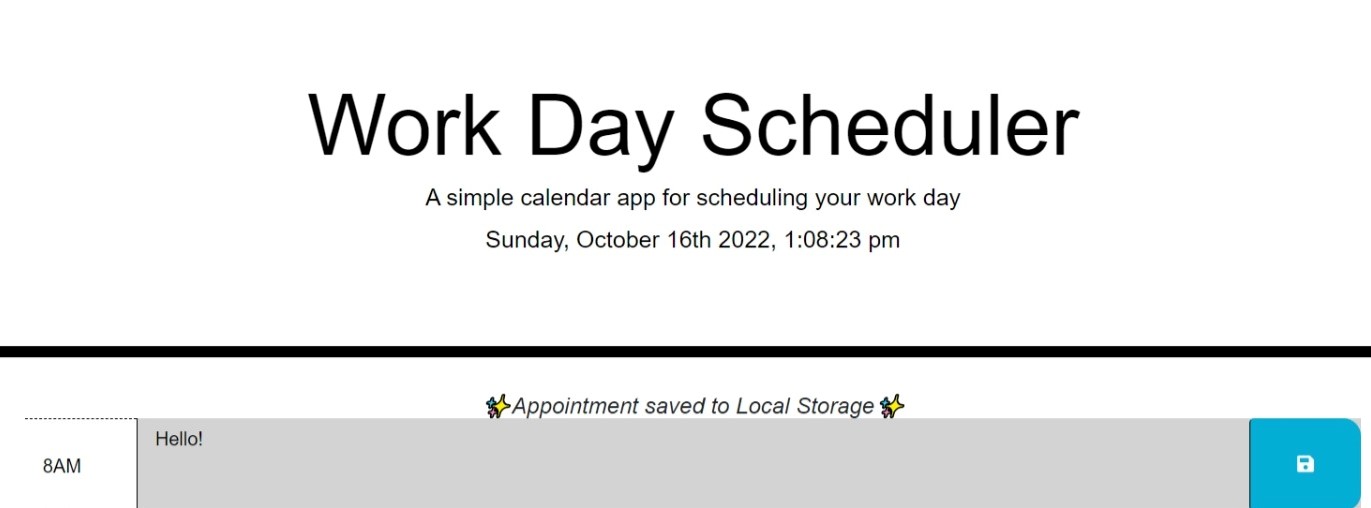 Work Day Scheduler
A simple calendar app for scheduling your work day
Sunday, October 16th 2022, 1:08:23 pm
✨Appointment saved to Local Storage ✨
Hello!
8AM